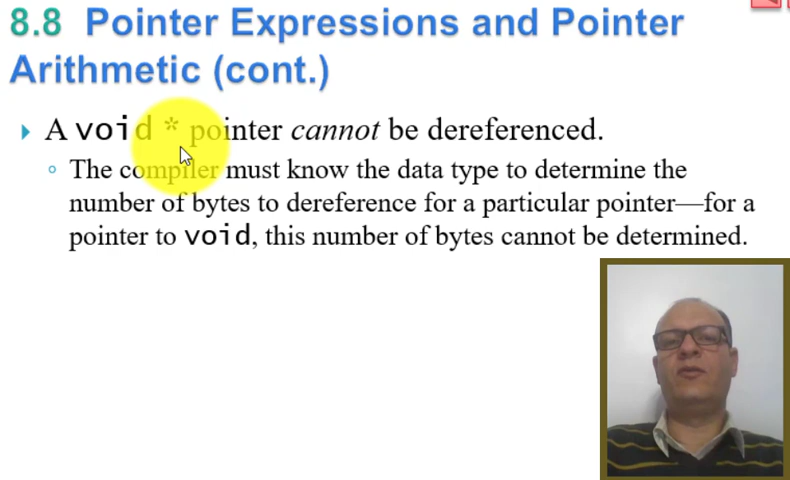 8.8 Pointer Expressions and Pointer
Arithmetic (cont.)
A void * pointer cannot be dereferenced.
The compiler must know the data type to determine the
number of bytes to dereference for a particular pointer—for a
pointer to void, this number of bytes cannot be determined.